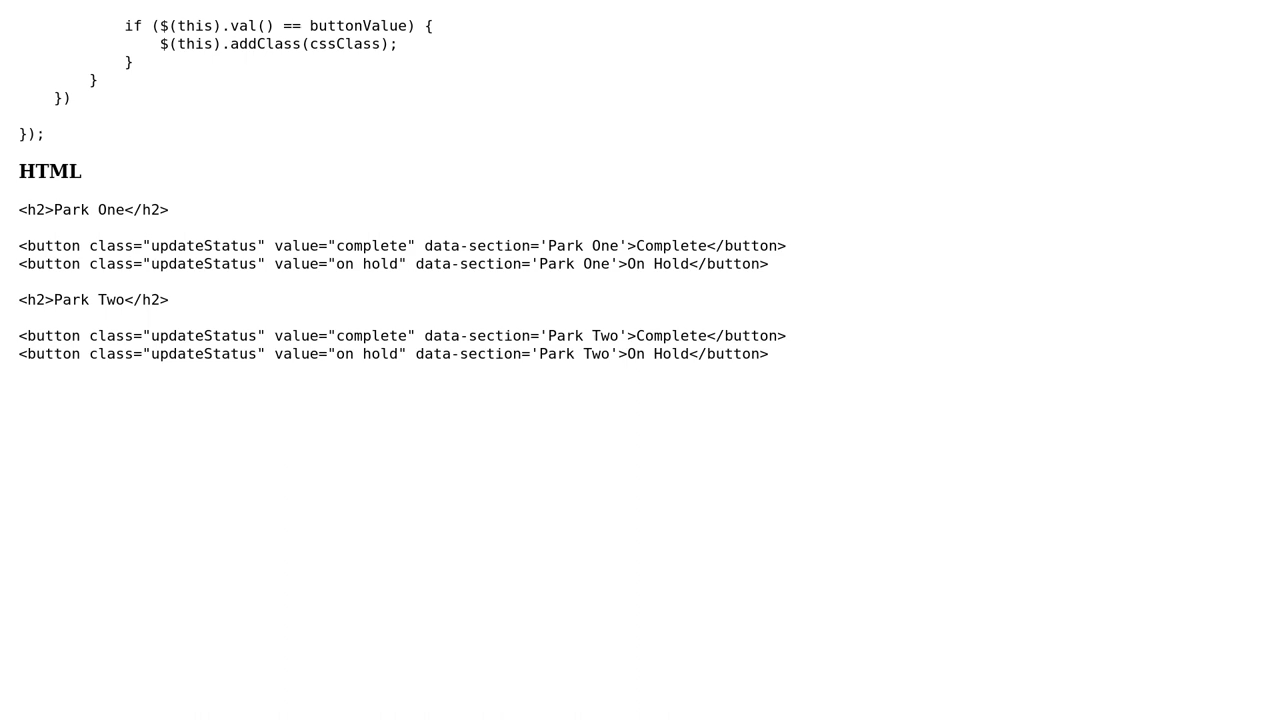 if ($(this).val() == buttonValue) {
                $(this).addClass(cssClass);
            }
        }
    })

});
HTML
<h2>Park One</h2>

<button class="updateStatus" value="complete" data-section='Park One'>Complete</button>
<button class="updateStatus" value="on hold" data-section='Park One'>On Hold</button>

<h2>Park Two</h2>

<button class="updateStatus" value="complete" data-section='Park Two'>Complete</button>
<button class="updateStatus" value="on hold" data-section='Park Two'>On Hold</button>